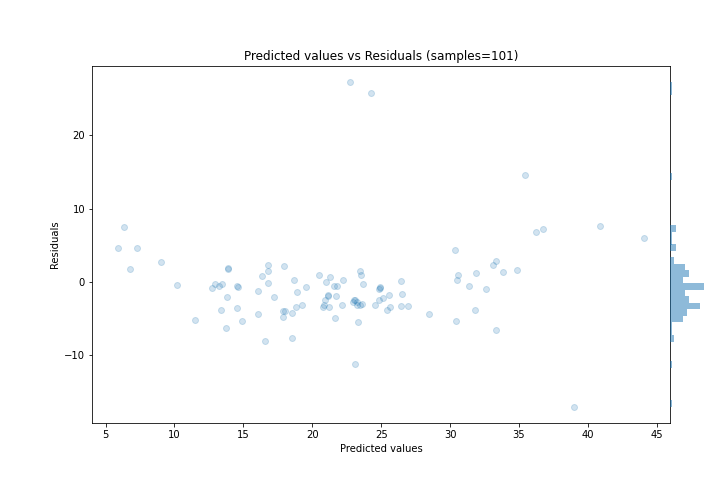 Predicted values vs Residuals (samples=101)
20
10
0
−10
Residuals
5 10 15 20 25 30 35 40 45
Predicted values